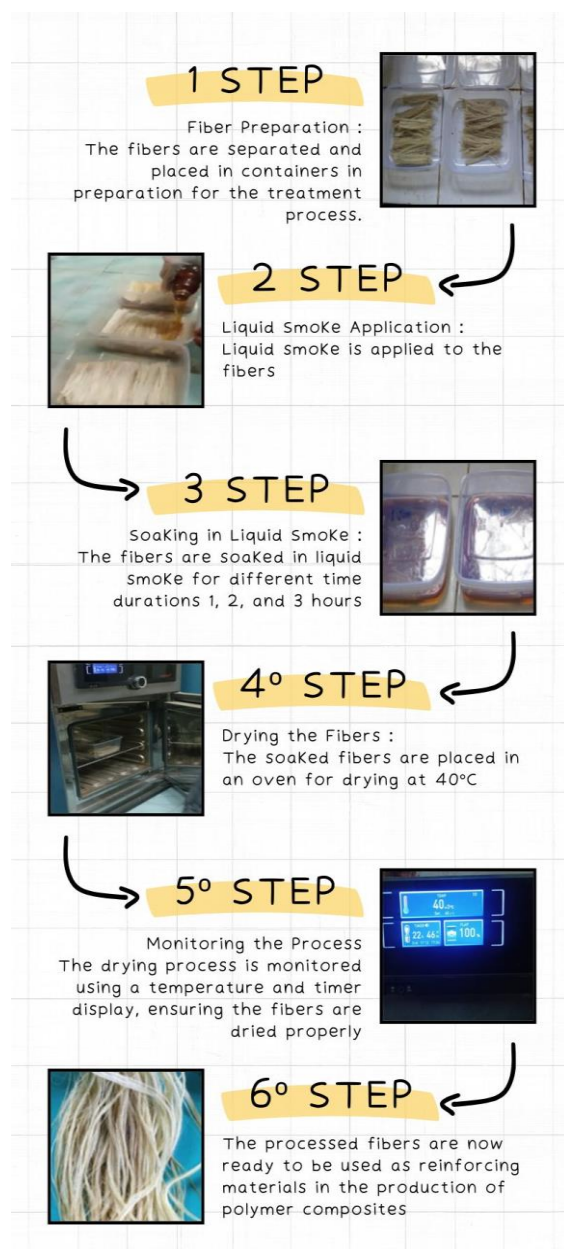 1 STEP
Fiber Preparation :
The fibers are separated and
placed in containers in
preparation for the treatment
process.
2 STEP
Liquid Smoke Application :
Liquid smoke is applied to the
fibers
3 STEP
Soaking in Liquid Smoke :
The fibers are soaked in liquid
smoke for different time
durations 1, 2, and 3 hours
4º STEP
Drying the Fibers :
The soaked fibers are placed in
an oven for drying at 40°C
5º STEP
Monitoring the Process
The drying process is monitored
using a temperature and timer
display, ensuring the fibers are
dried properly
40
22 46
100%
6º STEP
The processed fibers are now
ready to be used as reinforcing
materials in the production of
polymer composites